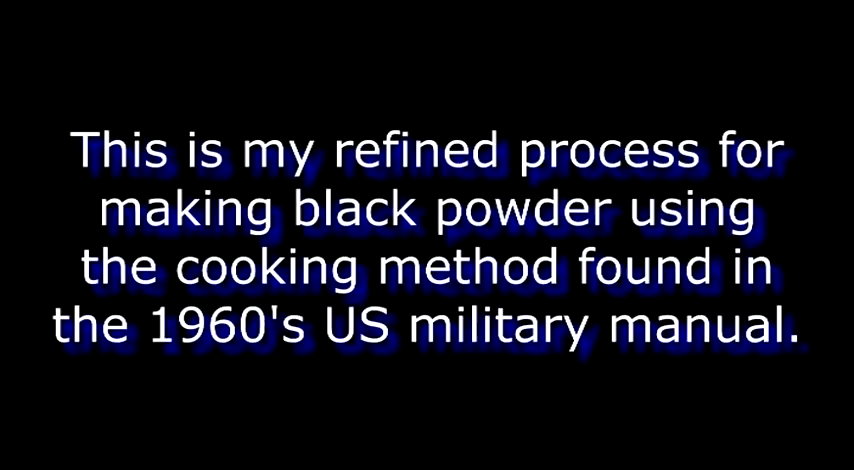 This is my refined process for
making black powder using
the cooking method found in
the 1960's US military manual.